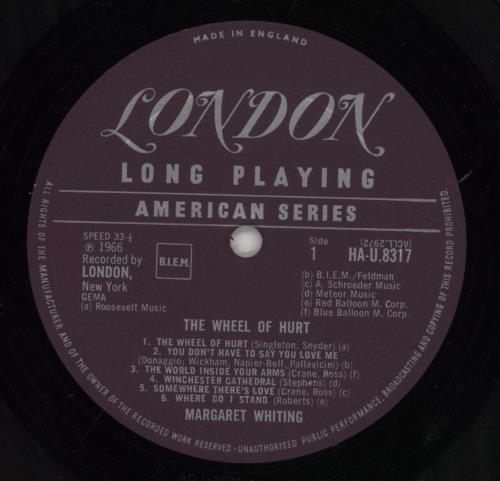 MADE IN ENGLAND
LONDON
LONG PLAYING
AMERICAN SERIES
SPEED 33-⅓
℗ 1966
Recorded by
LONDON,
New York
GEMA
(a) Roosevelt Music
B.I.E.M.
Side
1
(ACL.2972)
HA-U.8317
(b) B.I.E.M./Feldman
(c) A. Schroeder Music
(d) Meteor Music
(e) Red Balloon M. Corp.
(f) Blue Balloon M. Corp.
THE WHEEL OF HURT
1. THE WHEEL OF HURT (Singleton, Snyder) (a)
2. YOU DON'T HAVE TO SAY YOU LOVE ME
(Donaggio; Wickham, Napier-Bell, Pallavicini) (b)
3. THE WORLD INSIDE YOUR ARMS (Crane, Ross) (f)
4. WINCHESTER CATHEDRAL (Stephens) (d)
5. SOMEWHERE THERE'S LOVE (Crane, Ross) (c)
6. WHERE DO I STAND (Roberts) (e)
MARGARET WHITING
ALL RIGHTS OF THE MANUFACTURER AND OF THE OWNER OF THE RECORDED WORK RESERVED - UNAUTHORISED PUBLIC PERFORMANCE, BROADCASTING AND COPYING OF THIS RECORD PROHIBITED.